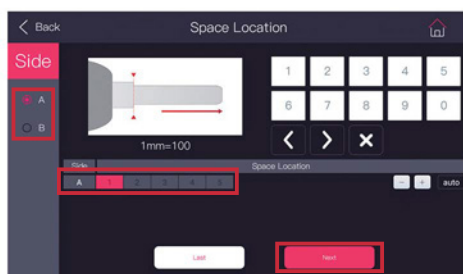 Back
Space Location
Side
A
B
1 2 3 4 5
6 7 8 9 0
1mm=100
Side Space Location
A 1 2 3 4 5
auto
Last
Next